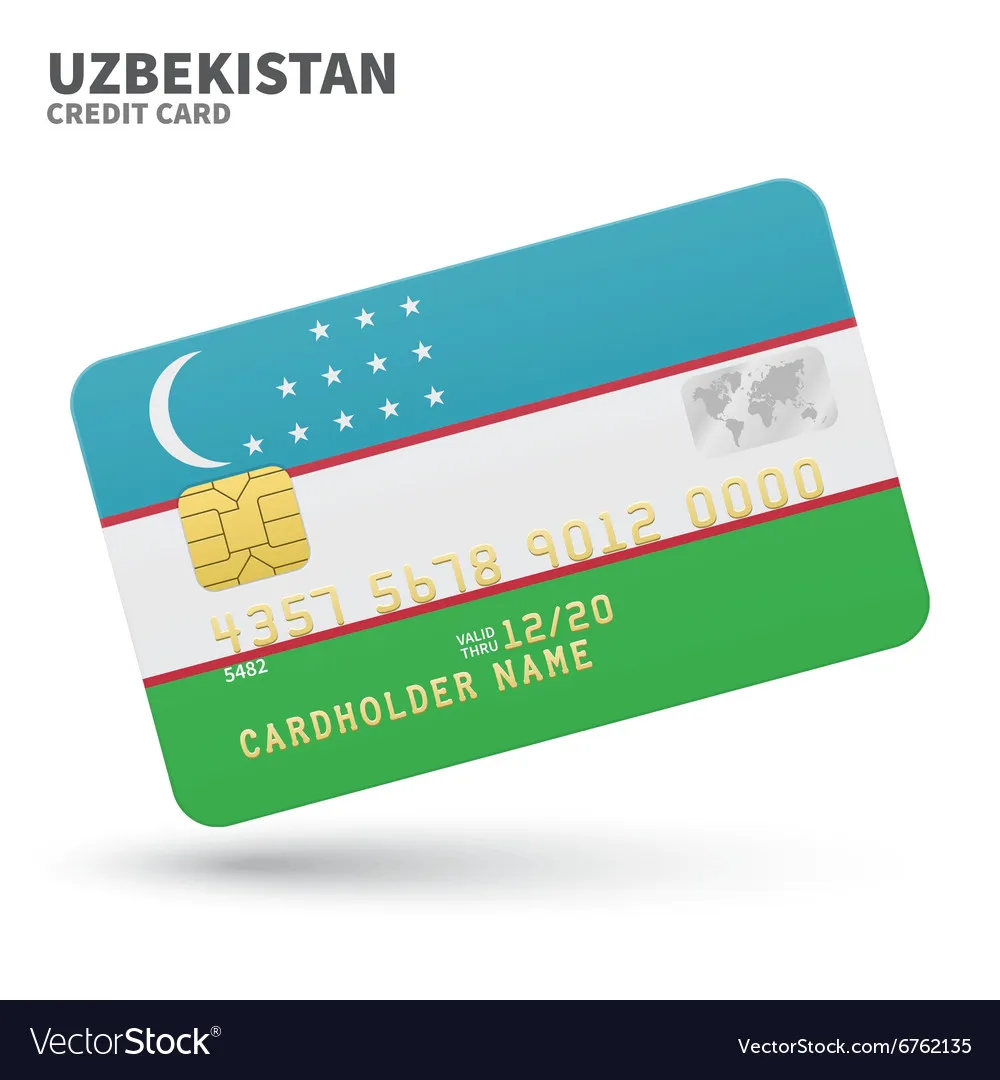 UZBEKISTAN
CREDIT CARD
4357 5678 9012 0000
5482
VALID THRU 12/20
CARDHOLDER NAME
VectorStock®
VectorStock.com/6762135